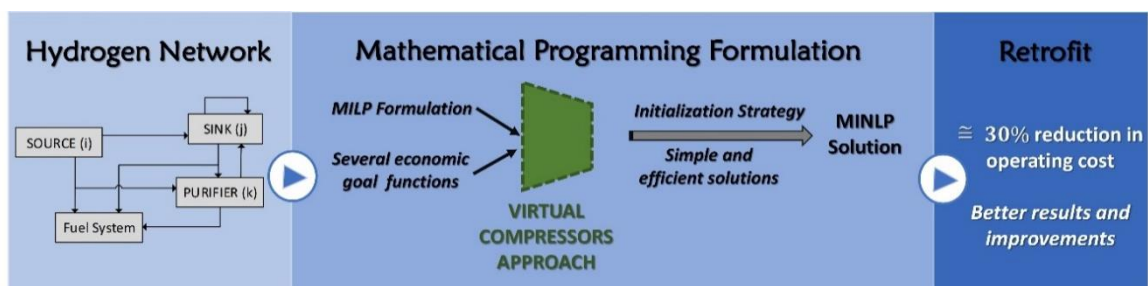 Hydrogen Network
SOURCE (i)
SINK (j)
PURIFIER (k)
Fuel System
Mathematical Programming Formulation
MILP Formulation
Several economic
goal functions
VIRTUAL
COMPRESSORS
APPROACH
Initialization Strategy
Simple and
efficient solutions
MINLP
Solution
Retrofit
≅ 30% reduction in
operating cost
Better results and
improvements